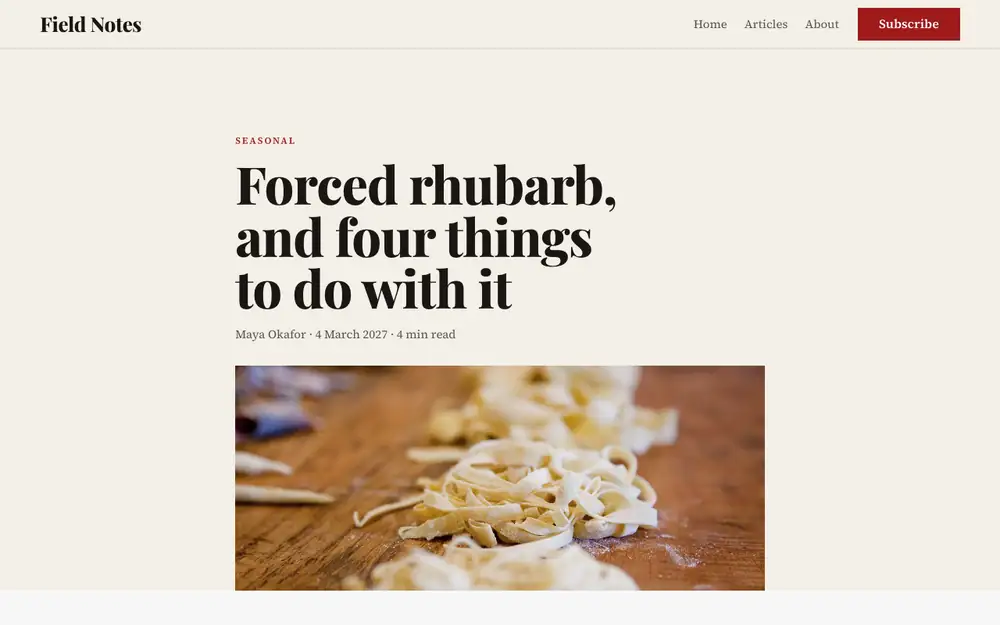 Field Notes
Home Articles About Subscribe
SEASONAL
Forced rhubarb,
and four things
to do with it
Maya Okafor · 4 March 2027 · 4 min read